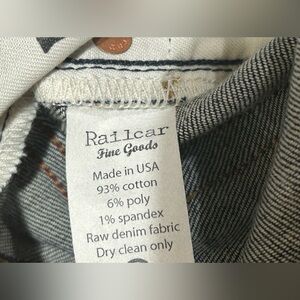 Railcar
Fine Goods
Made in USA
93% cotton
6% poly
1% spandex
Raw denim fabric
Dry clean only